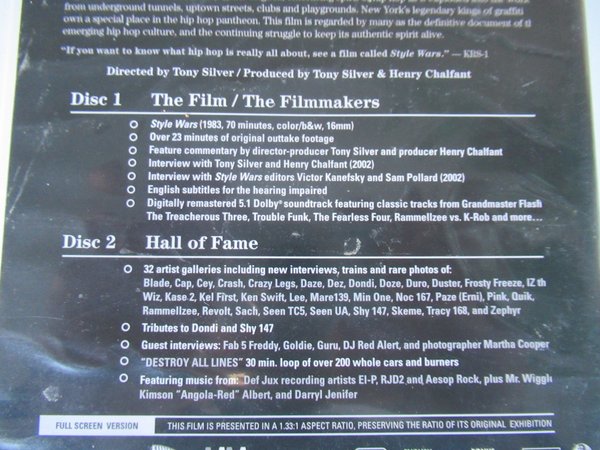 from underground tunnels, uptown streets, clubs and playgrounds. New York's legendary kings of graffiti
own a special place in the hip hop pantheon. This film is regarded by many as the definitive document of
emerging hip hop culture, and the continuing struggle to keep its authentic spirit alive.
"If you want to know what hip hop is really all about, see a film called Style Wars." — KRS-1
Directed by Tony Silver / Produced by Tony Silver & Henry Chalfant
Disc 1 The Film / The Filmmakers
Style Wars (1983, 70 minutes, color/b&w, 16mm)
Over 23 minutes of original outtake footage
Feature commentary by director-producer Tony Silver and producer Henry Chalfant
Interview with Tony Silver and Henry Chalfant (2002)
Interview with Style Wars editors Victor Kanefsky and Sam Pollard (2002)
English subtitles for the hearing impaired
Digitally remastered 5.1 Dolby® soundtrack featuring classic tracks from Grandmaster Flash
The Treacherous Three, Trouble Funk, The Fearless Four, Rammellzee vs. K-Rob and more...
Disc 2 Hall of Fame
32 artist galleries including new interviews, trains and rare photos of:
Blade, Cap, Cey, Crash, Crazy Legs, Daze, Dez, Dondi, Doze, Duro, Duster, Frosty Freeze, IZ th
Wiz, Kase 2, Kel First, Ken Swift, Lee, Mare139, Min One, Noc 167, Paze (Erni), Pink, Quik,
Rammellzee, Revolt, Sach, Seen TC5, Seen UA, Shy 147, Skeme, Tracy 168, and Zephyr
Tributes to Dondi and Shy 147
Guest interviews: Fab 5 Freddy, Goldie, Guru, DJ Red Alert, and photographer Martha Cooper
"DESTROY ALL LINES" 30 min. loop of over 200 whole cars and burners
Featuring music from: Def Jux recording artists El-P, RJD2 and Aesop Rock, plus Mr. Wiggl
Kimson "Angola-Red" Albert, and Darryl Jenifer
FULL SCREEN VERSION THIS FILM IS PRESENTED IN A 1.33:1 ASPECT RATIO, PRESERVING THE RATIO OF ITS ORIGINAL EXHIBITION